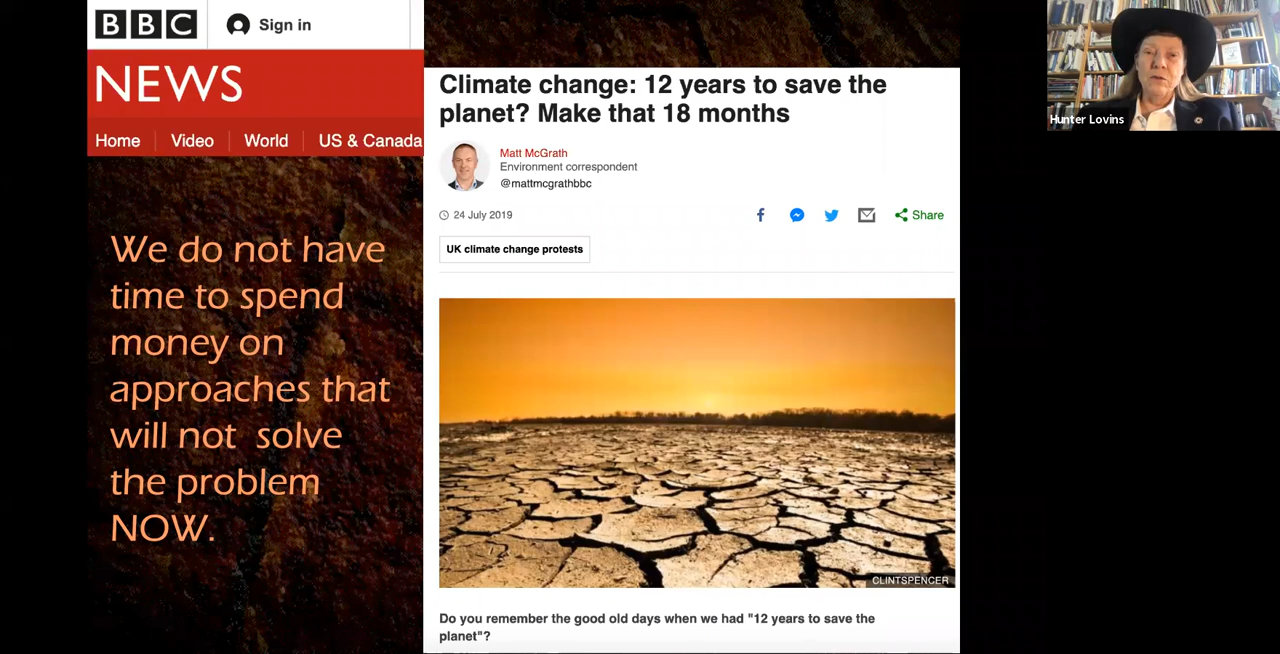 BBC
Sign in
NEWS
Home
Video
World
US & Canada
We do not have
time to spend
money on
approaches that
will not solve
the problem
NOW.
Climate change: 12 years to save the
planet? Make that 18 months
Matt McGrath
Environment correspondent
@mattmcgrathbbc
24 July 2019
Share
UK climate change protests
CLINTSPENCER
Do you remember the good old days when we had "12 years to save the
planet"?
Hunter Lovins